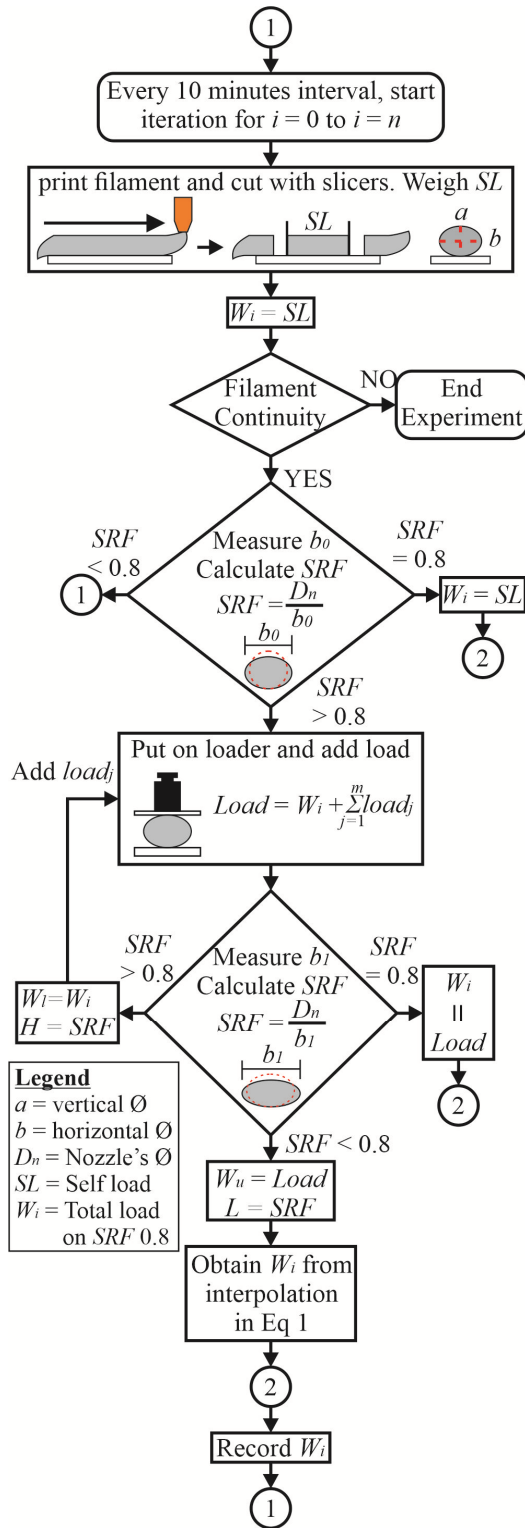 1
Every 10 minutes interval, start
iteration for i = 0 to i = n
print filament and cut with slicers. Weigh SL
SL
a
b
Wi = SL
Filament
Continuity
NO
End
Experiment
YES
SRF
< 0.8
1
Measure b0
Calculate SRF
SRF = Dn/b0
b0
SRF
= 0.8
Wi = SL
2
SRF
> 0.8
Put on loader and add load
Load = Wi + Σ(j=1 to m) loadj
Add loadj
SRF
> 0.8
Wl=Wi
H = SRF
Measure b1
Calculate SRF
SRF = Dn/b1
b1
SRF
= 0.8
Wi
=
Load
2
Legend
a = vertical Ø
b = horizontal Ø
Dn = Nozzle's Ø
SL = Self load
Wi = Total load
on SRF 0.8
SRF < 0.8
Wu = Load
L = SRF
Obtain Wi from
interpolation
in Eq 1
2
Record Wi
1